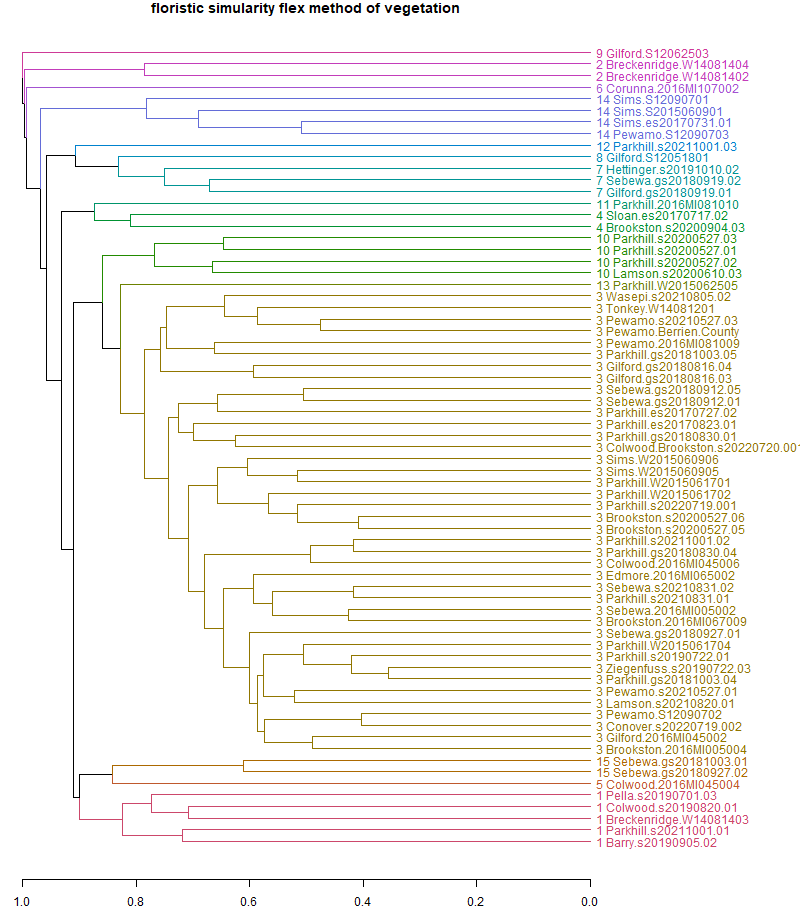 floristic simularity flex method of vegetation
9 Gilford.S12062503
2 Breckenridge.W14081404
2 Breckenridge.W14081402
6 Corunna.2016MI107002
14 Sims.S12090701
14 Sims.S2015060901
14 Sims.es20170731.01
14 Pewamo.S12090703
12 Parkhill.s20211001.03
8 Gilford.S12051801
7 Hettinger.s20191010.02
7 Sebewa.gs20180919.02
7 Gilford.gs20180919.01
11 Parkhill.2016MI081010
4 Sloan.es20170717.02
4 Brookston.s20200904.03
10 Parkhill.s20200527.03
10 Parkhill.s20200527.01
10 Parkhill.s20200527.02
10 Lamson.s20200610.03
13 Parkhill.W2015062505
3 Wasepi.s20210805.02
3 Tonkey.W14081201
3 Pewamo.s20210527.03
3 Pewamo.Berrien.County
3 Pewamo.2016MI081009
3 Parkhill.gs20181003.05
3 Gilford.gs20180816.04
3 Gilford.gs20180816.03
3 Sebewa.gs20180912.05
3 Sebewa.gs20180912.01
3 Parkhill.es20170727.02
3 Parkhill.es20170823.01
3 Parkhill.gs20180830.01
3 Colwood.Brookston.s20220720.001
3 Sims.W2015060906
3 Sims.W2015060905
3 Parkhill.W2015061701
3 Parkhill.W2015061702
3 Parkhill.s20220719.001
3 Brookston.s20200527.06
3 Brookston.s20200527.05
3 Parkhill.s20211001.02
3 Parkhill.gs20180830.04
3 Colwood.2016MI045006
3 Edmore.2016MI065002
3 Sebewa.s20210831.02
3 Parkhill.s20210831.01
3 Sebewa.2016MI005002
3 Brookston.2016MI067009
3 Sebewa.gs20180927.01
3 Parkhill.W2015061704
3 Parkhill.s20190722.01
3 Ziegenfuss.s20190722.03
3 Parkhill.gs20181003.04
3 Pewamo.s20210527.01
3 Lamson.s20210820.01
3 Pewamo.S12090702
3 Conover.s20220719.002
3 Gilford.2016MI045002
3 Brookston.2016MI005004
15 Sebewa.gs20181003.01
15 Sebewa.gs20180927.02
5 Colwood.2016MI045004
1 Pella.s20190701.03
1 Colwood.s20190820.01
1 Breckenridge.W14081403
1 Parkhill.s20211001.01
1 Barry.s20190905.02
1.0 0.8 0.6 0.4 0.2 0.0